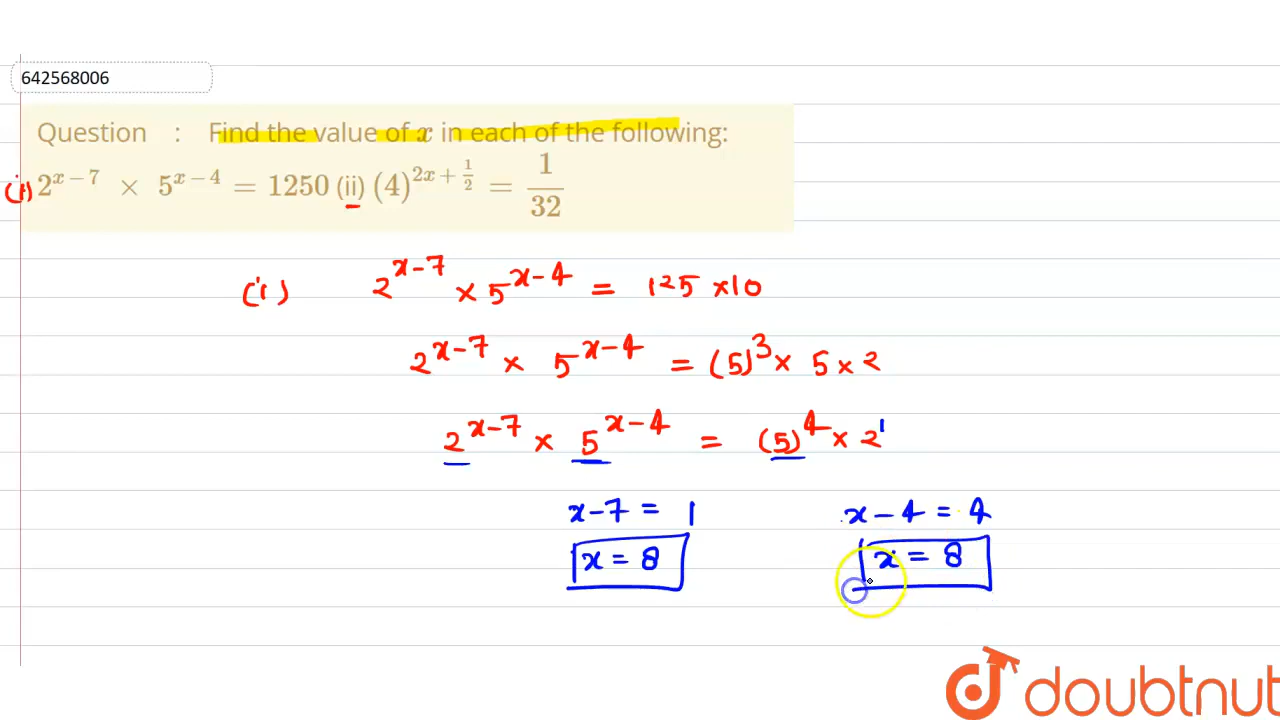 642568006
Question : Find the value of x in each of the following:
(i) 2^{x-7} × 5^{x-4} = 1250 (ii) (4)^{2x+\frac{1}{2}} = \frac{1}{32}
(i) 2^{x-7} × 5^{x-4} = 125 × 10
2^{x-7} × 5^{x-4} = (5)^3 × 5 × 2
2^{x-7} × 5^{x-4} = (5)^4 × 2^1
x-7 = 1 x-4 = 4
x = 8 x = 8
doubtnut